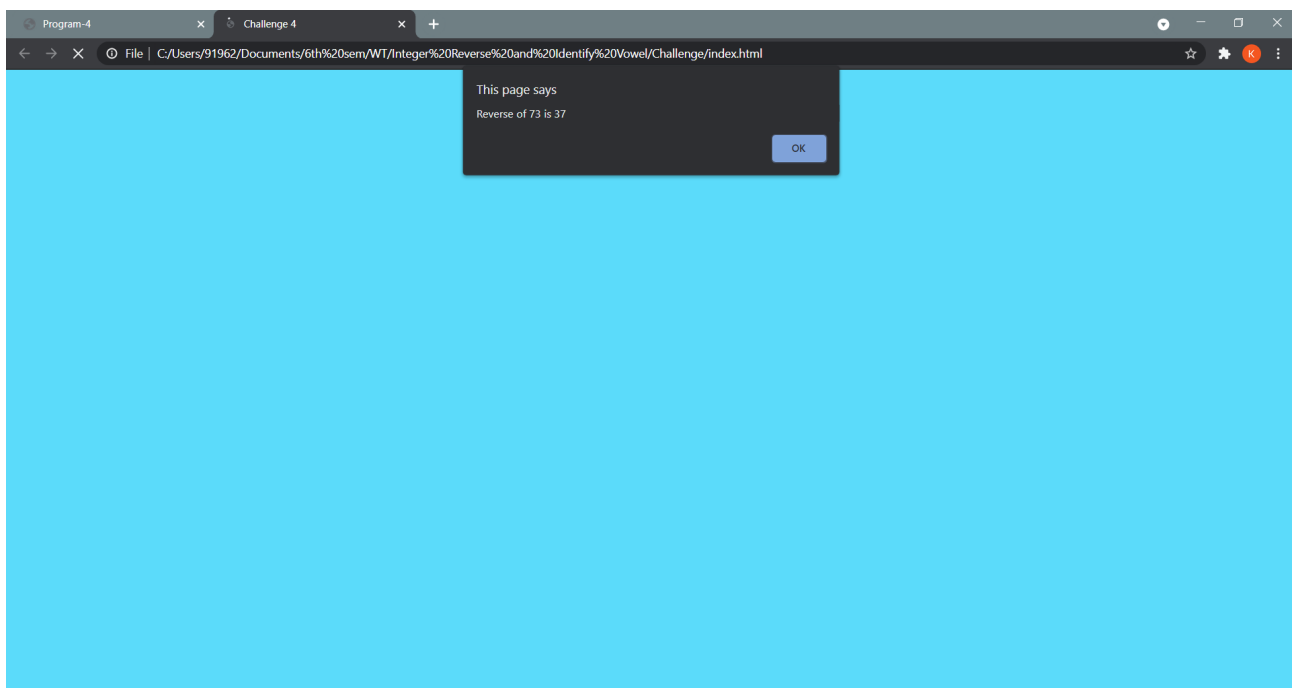 Program-4
Challenge 4
File | C:/Users/91962/Documents/6th%20sem/WT/Integer%20Reverse%20and%20Identify%20Vowel/Challenge/index.html
K
This page says
Reverse of 73 is 37
OK